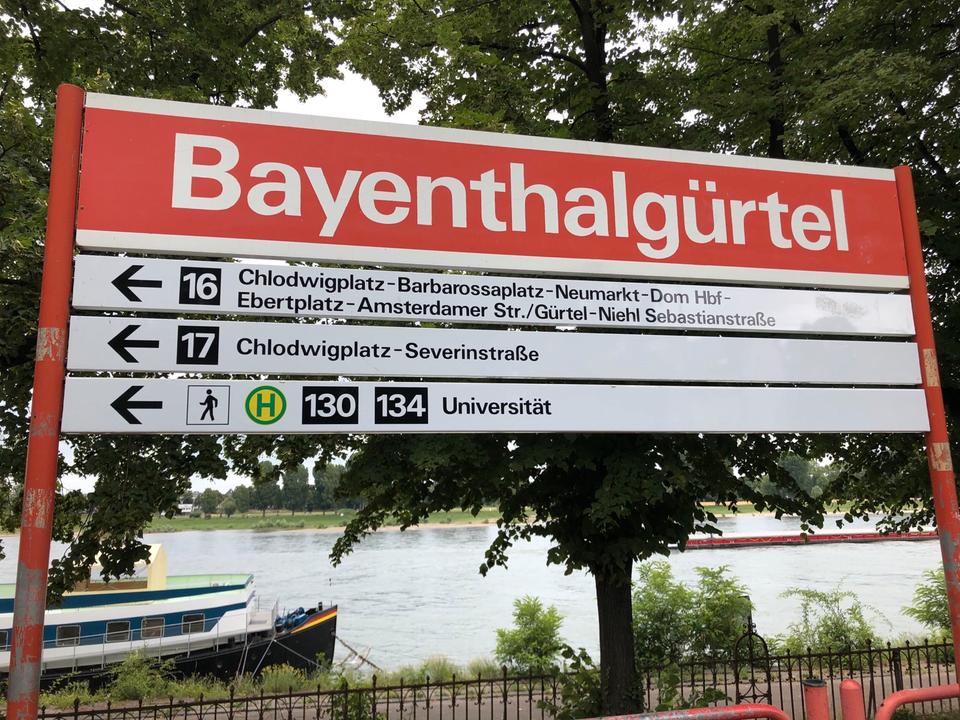 Bayenthalgürtel
16 Chlodwigplatz-Barbarossaplatz-Neumarkt-Dom Hbf-
Ebertplatz-Amsterdamer Str./Gürtel-Niehl Sebastianstraße
17 Chlodwigplatz-Severinstraße
H 130 134 Universität